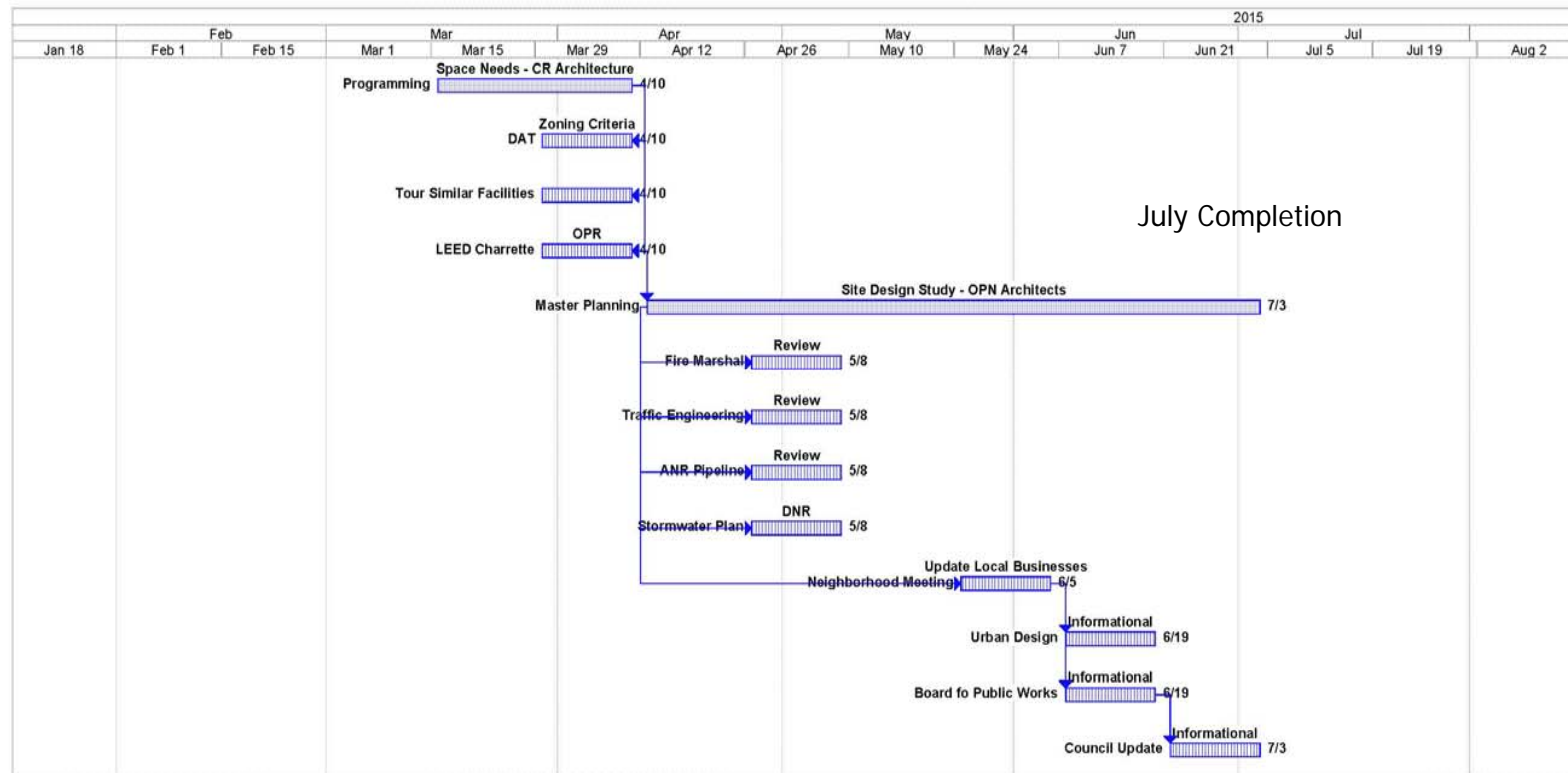 2015
Feb Mar Apr May Jun Jul
Jan 18 Feb 1 Feb 15 Mar 1 Mar 15 Mar 29 Apr 12 Apr 26 May 10 May 24 Jun 7 Jun 21 Jul 5 Jul 19 Aug 2
Space Needs - CR Architecture
Programming 4/10
Zoning Criteria
DAT 4/10
Tour Similar Facilities 4/10
July Completion
OPR
LEED Charrette 4/10
Site Design Study - OPN Architects
Master Planning 7/3
Review
Fire Marshal 5/8
Review
Traffic Engineering 5/8
Review
ANR Pipeline 5/8
DNR
Stormwater Plan 5/8
Update Local Businesses
Neighborhood Meeting 6/5
Informational
Urban Design 6/19
Informational
Board fo Public Works 6/19
Informational
Council Update 7/3